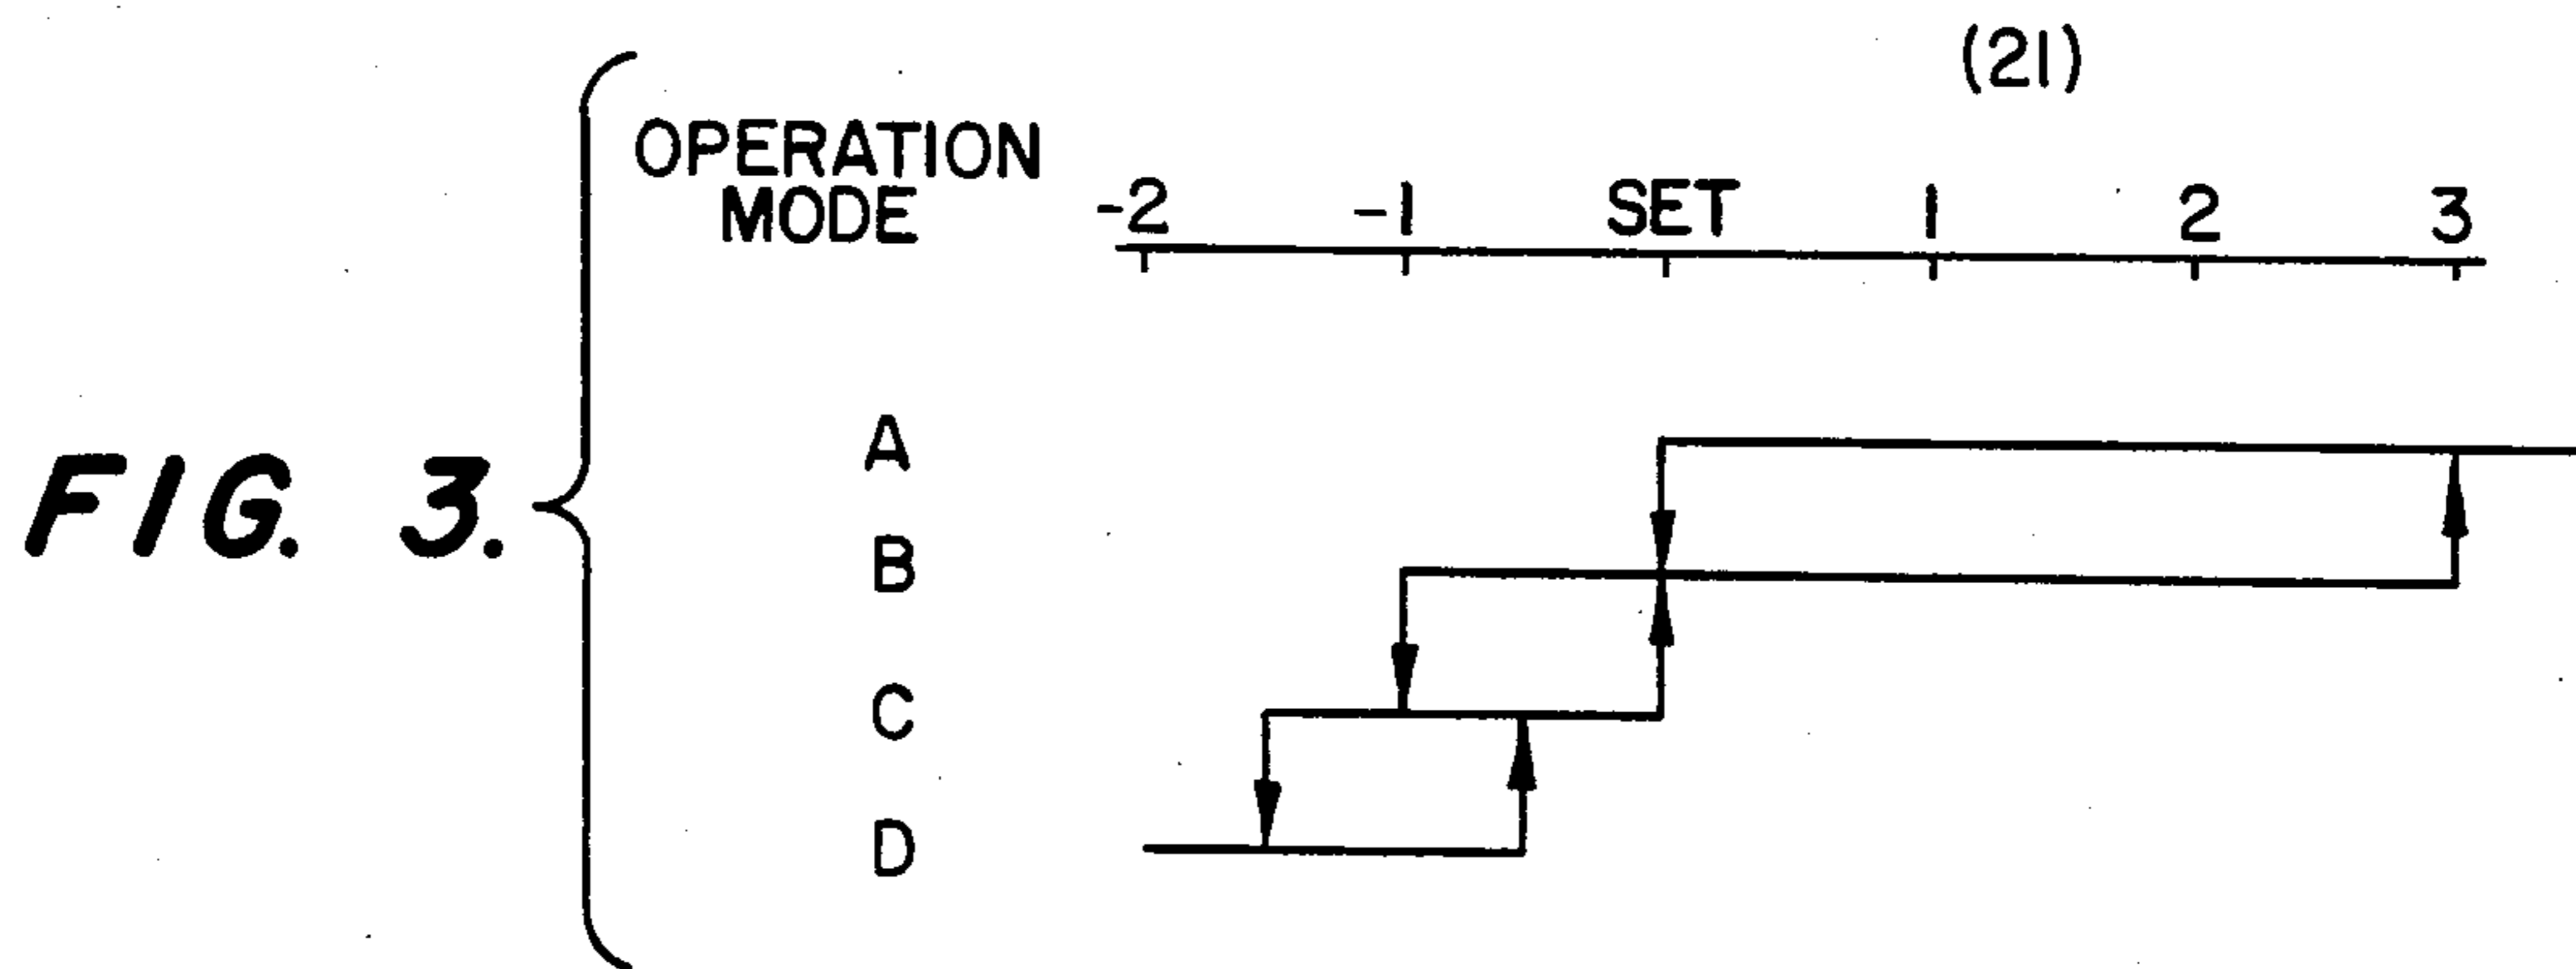 (21)
OPERATION
MODE
-2 -1 SET 1 2 3
A
FIG. 3.
B
C
D